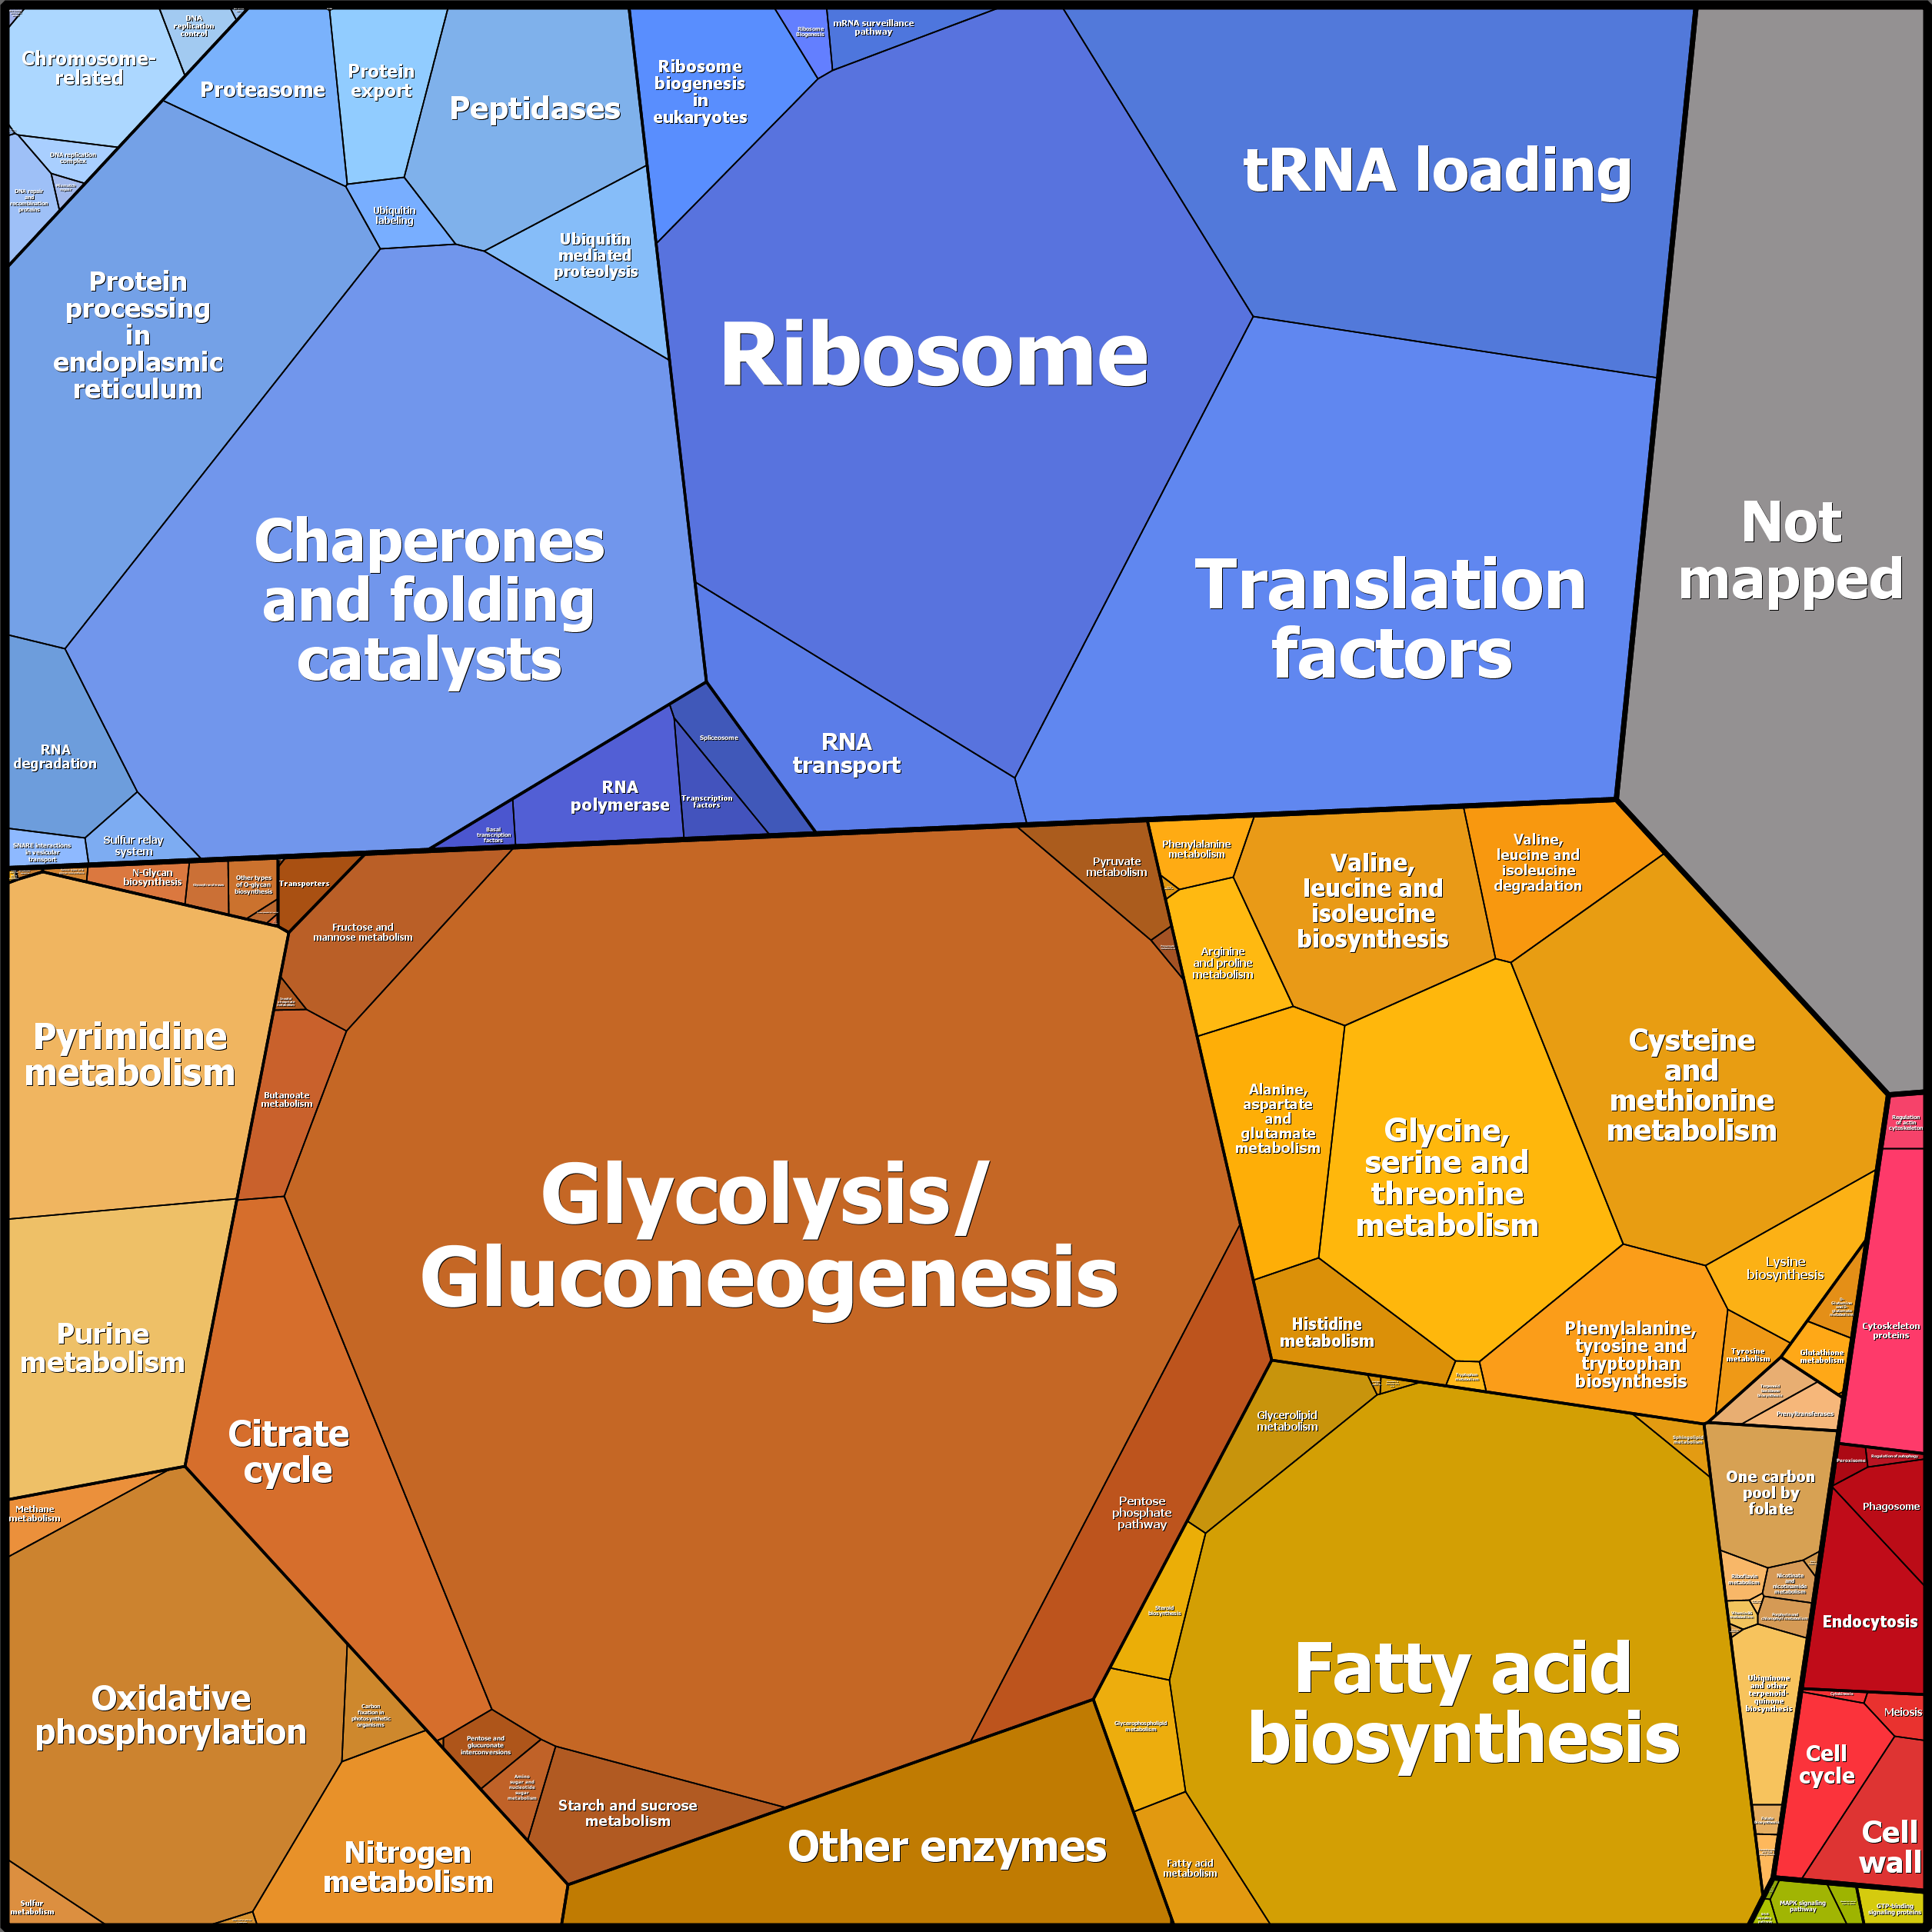 Chromosome-
related
DNA
replication
control
DNA replication
complex
DNA repair
and
recombination
proteins
Proteasome
Protein
export
Peptidases
Ubiquitin
labeling
Ubiquitin
mediated
proteolysis
Protein
processing
in
endoplasmic
reticulum
Chaperones
and folding
catalysts
RNA
degradation
Sulfur relay
system
SNARE interactions
in vesicular
transport
Ribosome
biogenesis
in
eukaryotes
Ribosome
Biogenesis
mRNA surveillance
pathway
Ribosome
tRNA loading
Translation
factors
RNA
transport
Spliceosome
RNA
polymerase
Transcription
factors
Basal
transcription
factors
Not
mapped
N-Glycan
biosynthesis
Other types
of O-glycan
biosynthesis
Transporters
Fructose and
mannose metabolism
Pyruvate
metabolism
Butanoate
metabolism
Glycolysis/
Gluconeogenesis
Citrate
cycle
Pentose
phosphate
pathway
Pentose and
glucuronate
interconversions
Amino
sugar and
nucleotide
sugar
metabolism
Starch and sucrose
metabolism
Pyrimidine
metabolism
Purine
metabolism
Methane
metabolism
Oxidative
phosphorylation
Carbon
fixation in
photosynthetic
organisms
Nitrogen
metabolism
Sulfur
metabolism
Other enzymes
Phenylalanine
metabolism
Arginine
and proline
metabolism
Valine,
leucine and
isoleucine
biosynthesis
Valine,
leucine and
isoleucine
degradation
Alanine,
aspartate
and
glutamate
metabolism
Glycine,
serine and
threonine
metabolism
Cysteine
and
methionine
metabolism
Lysine
biosynthesis
Histidine
metabolism
Phenylalanine,
tyrosine and
tryptophan
biosynthesis
Tyrosine
metabolism
Glutathione
metabolism
Prenyltransferases
Glycerolipid
metabolism
Sphingolipid
metabolism
Steroid
biosynthesis
Glycerophospholipid
metabolism
Fatty acid
biosynthesis
Fatty acid
metabolism
One carbon
pool by
folate
Riboflavin
metabolism
Nicotinate
and
nicotinamide
metabolism
Ubiquinone
and other
terpenoid-
quinone
biosynthesis
Regulation
of actin
cytoskeleton
Cytoskeleton
proteins
Peroxisome
Regulation of autophagy
Phagosome
Endocytosis
Meiosis
Cell
cycle
Cell
wall
MAPK signaling
pathway
GTP-binding
signaling proteins